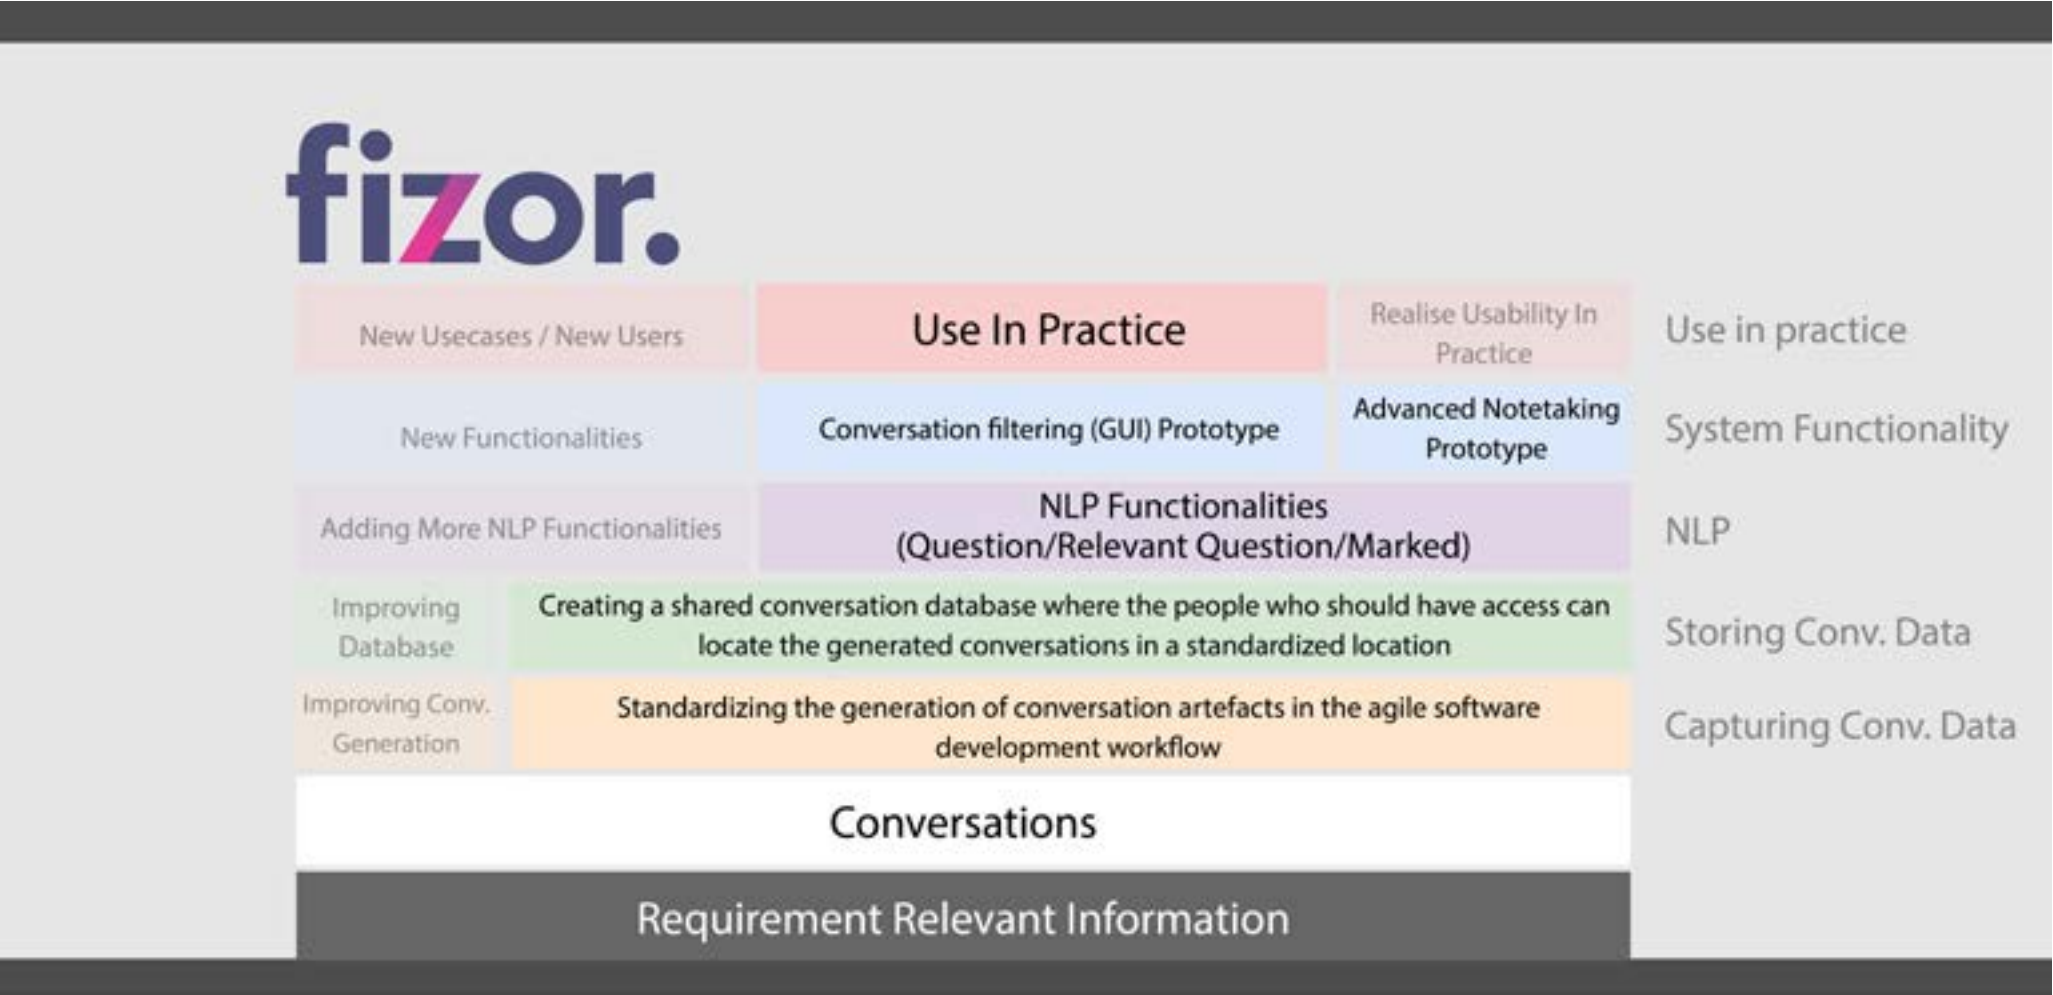 fizor.
New Usecases / New Users
Use In Practice
Realise Usability In
Practice
Use in practice
New Functionalities
Conversation filtering (GUI) Prototype
Advanced Notetaking
Prototype
System Functionality
Adding More NLP Functionalities
NLP Functionalities
(Question/Relevant Question/Marked)
NLP
Improving
Database
Creating a shared conversation database where the people who should have access can
locate the generated conversations in a standardized location
Storing Conv. Data
Improving Conv.
Generation
Standardizing the generation of conversation artefacts in the agile software
development workflow
Capturing Conv. Data
Conversations
Requirement Relevant Information